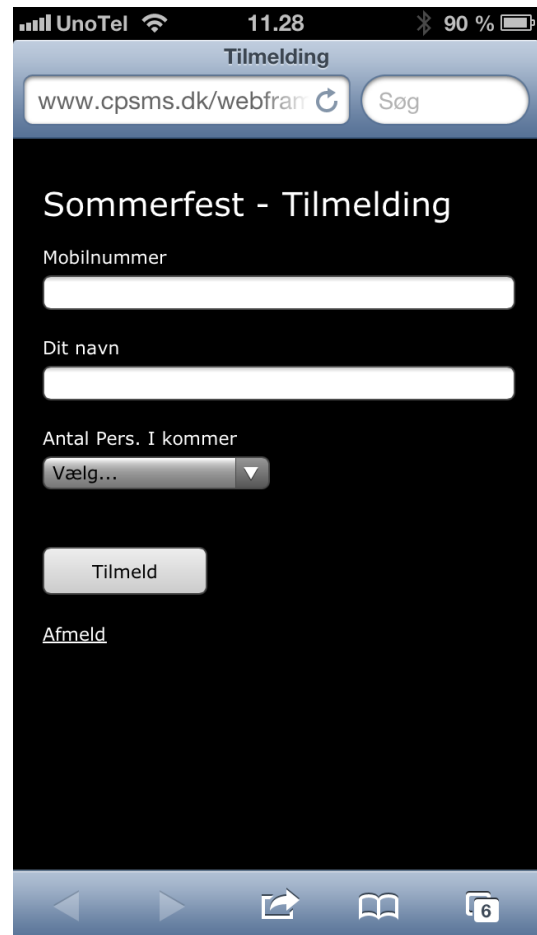 UnoTel 11.28 90 %
Tilmelding
www.cpsms.dk/webfran Søg
Sommerfest - Tilmelding
Mobilnummer
Dit navn
Antal Pers. I kommer
Vælg...
Tilmeld
Afmeld
6